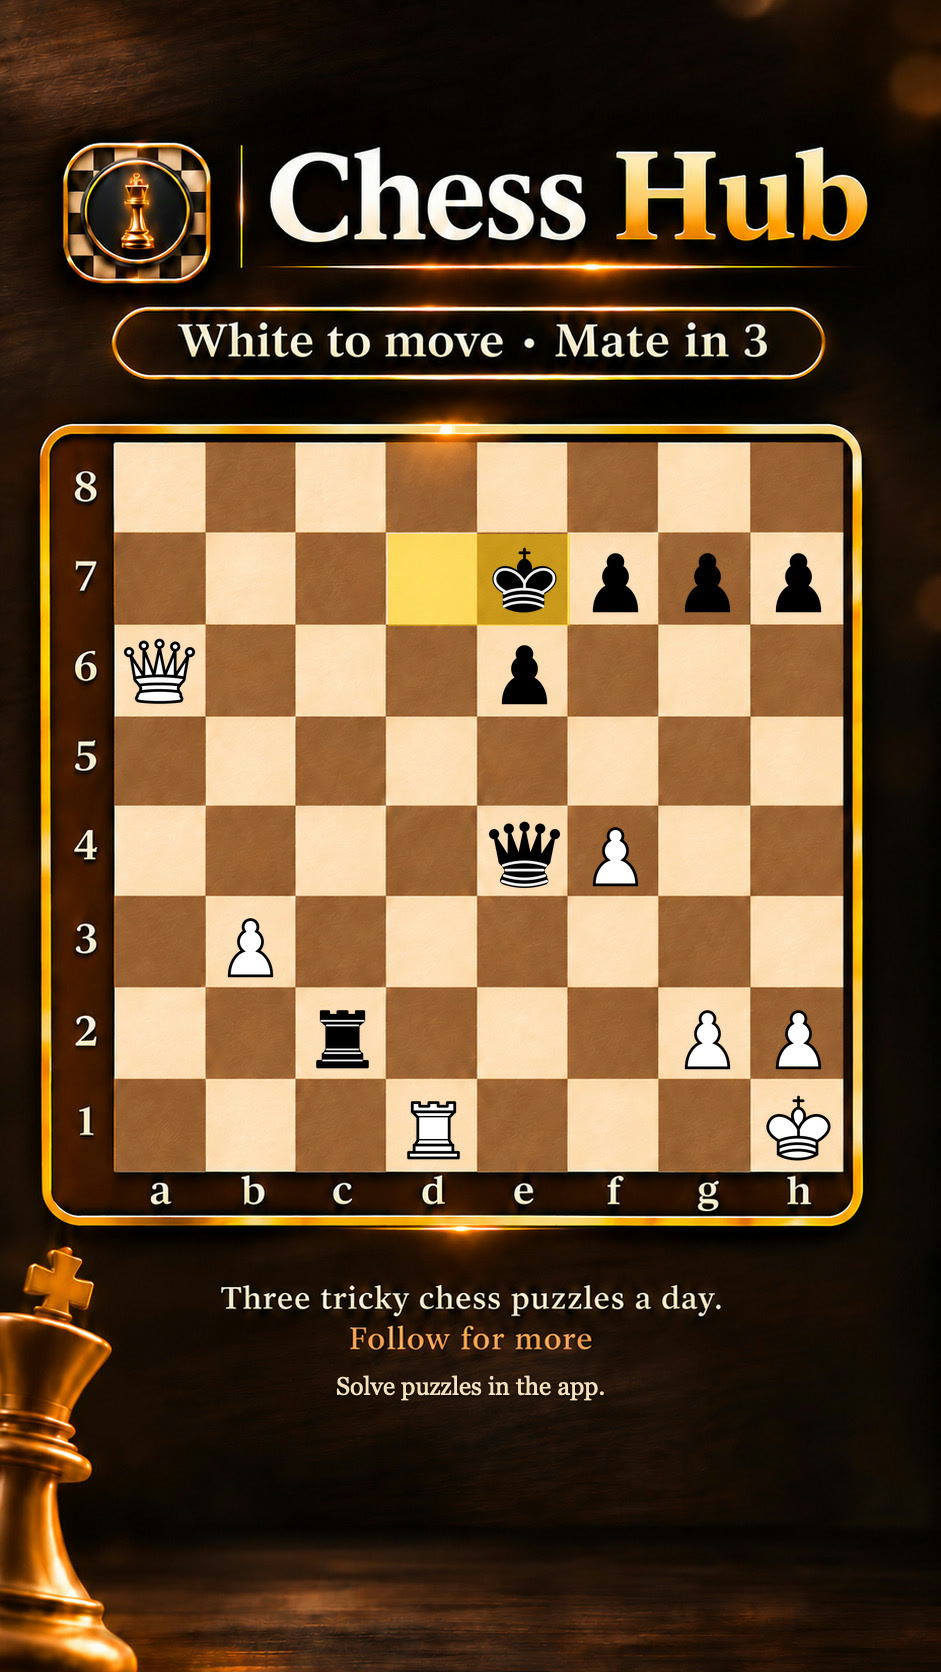 Chess Hub
White to move • Mate in 3
8
7
6
5
4
3
2
1
a b c d e f g h
Three tricky chess puzzles a day.
Follow for more
Solve puzzles in the app.